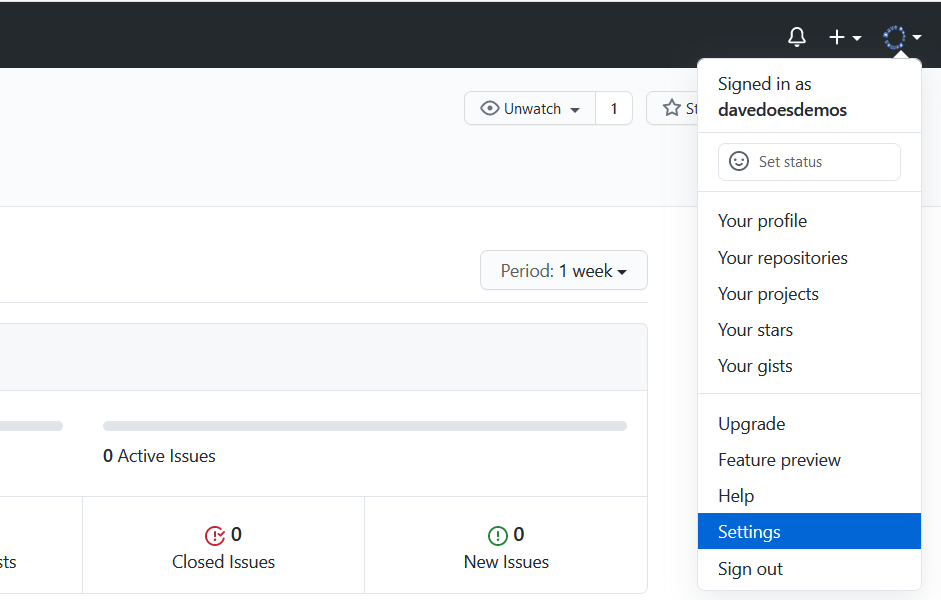 Unwatch 1 St
Signed in as
davedoesdemos
Set status
Your profile
Your repositories
Your projects
Your stars
Your gists
Upgrade
Feature preview
Help
Settings
Sign out
Period: 1 week
0 Active Issues
0
Closed Issues
0
New Issues
sts